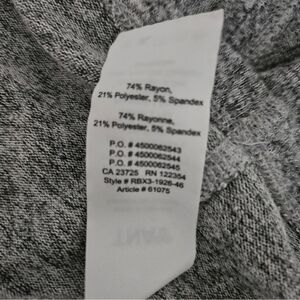 74% Rayon,
21% Polyester, 5% Spandex
74% Rayonne,
21% Polyester, 5% Spandex
P.O. # 4500062543
P.O. # 4500062544
P.O. # 4500062545
CA 23725 RN 122354
Style # RBX3-1926-46
Article # 61075